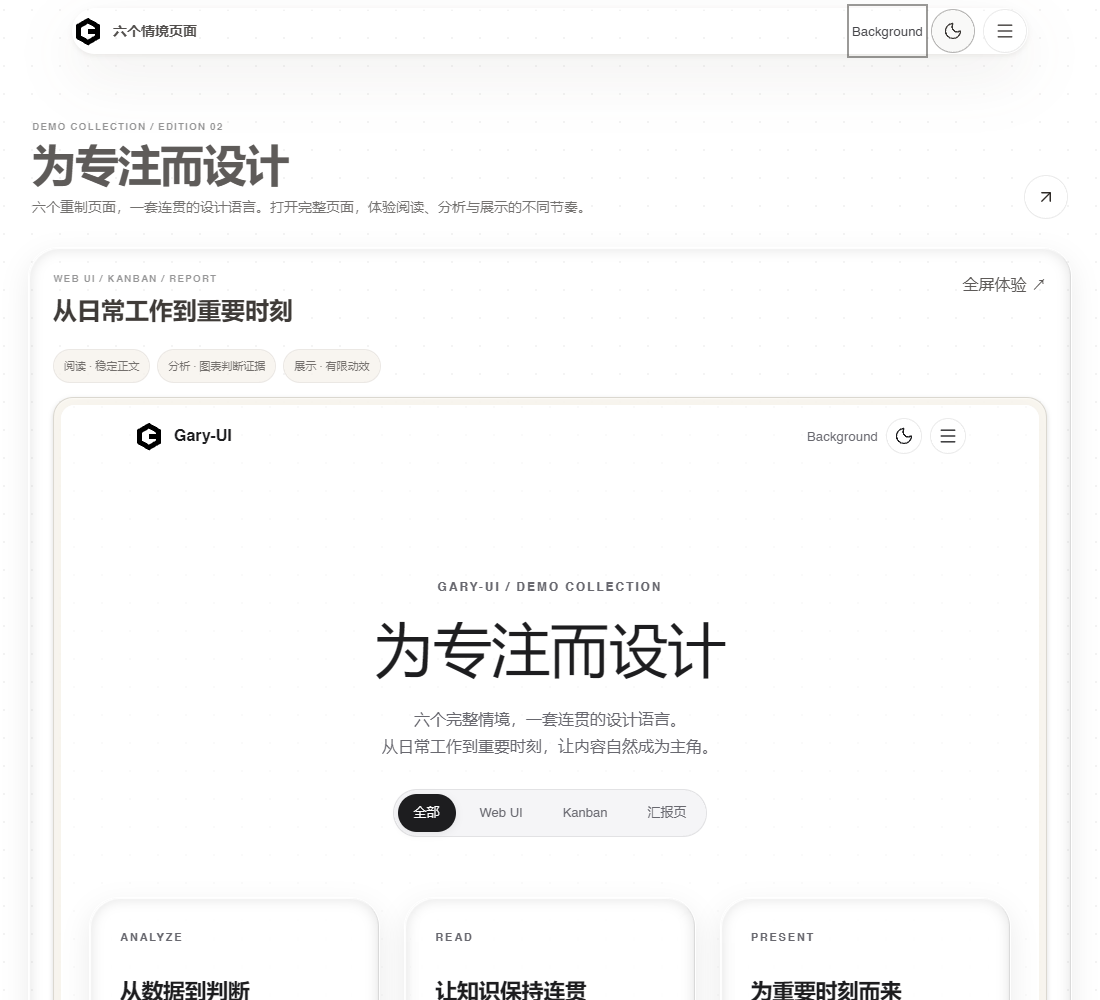 六个情境页面
Background
DEMO COLLECTION / EDITION 02
为专注而设计
六个重制页面，一套连贯的设计语言。打开完整页面，体验阅读、分析与展示的不同节奏。
WEB UI / KANBAN / REPORT
全屏体验 ↗
从日常工作到重要时刻
阅读 · 稳定正文
分析 · 图表判断证据
展示 · 有限动效
Gary-UI
Background
GARY-UI / DEMO COLLECTION
为专注而设计
六个完整情境，一套连贯的设计语言。
从日常工作到重要时刻，让内容自然成为主角。
全部
Web UI
Kanban
汇报页
ANALYZE
READ
PRESENT
从数据到判断
让知识保持连贯
为重要时刻而来